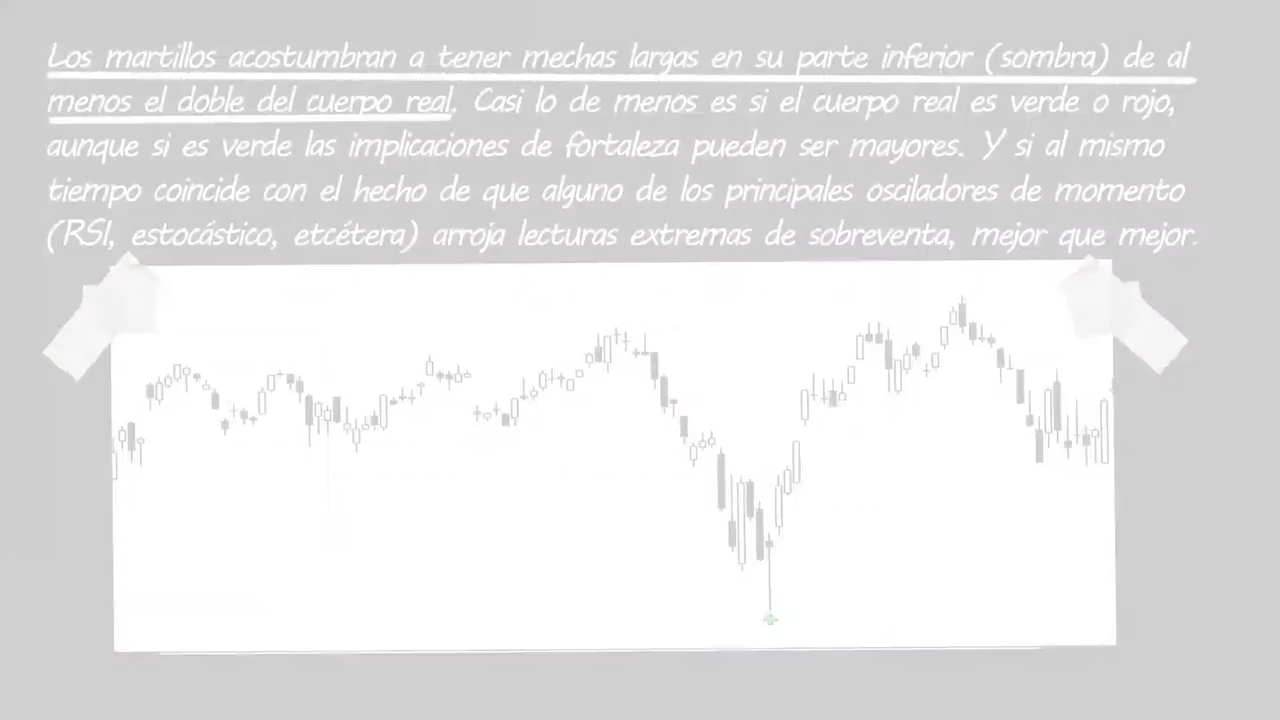 Los martillos acostumbran a tener mechas largas en su parte inferior (sombra) de al
menos el doble del cuerpo real. Casi lo de menos es si el cuerpo real es verde o rojo,
aunque si es verde las implicaciones de fortaleza pueden ser mayores. Y si al mismo
tiempo coincide con el hecho de que alguno de los principales osciladores de momento
(RSI, estocástico, etcétera) arroja lecturas extremas de sobreventa, mejor que mejor.